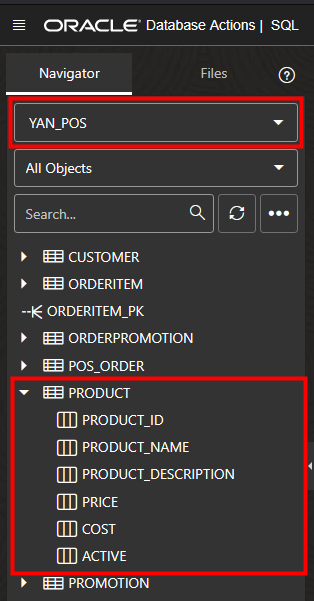 ORACLE Database Actions | SQL
Navigator Files
YAN_POS
All Objects
Search...
CUSTOMER
ORDERITEM
ORDERITEM_PK
ORDERPROMOTION
POS_ORDER
PRODUCT
PRODUCT_ID
PRODUCT_NAME
PRODUCT_DESCRIPTION
PRICE
COST
ACTIVE
PROMOTION